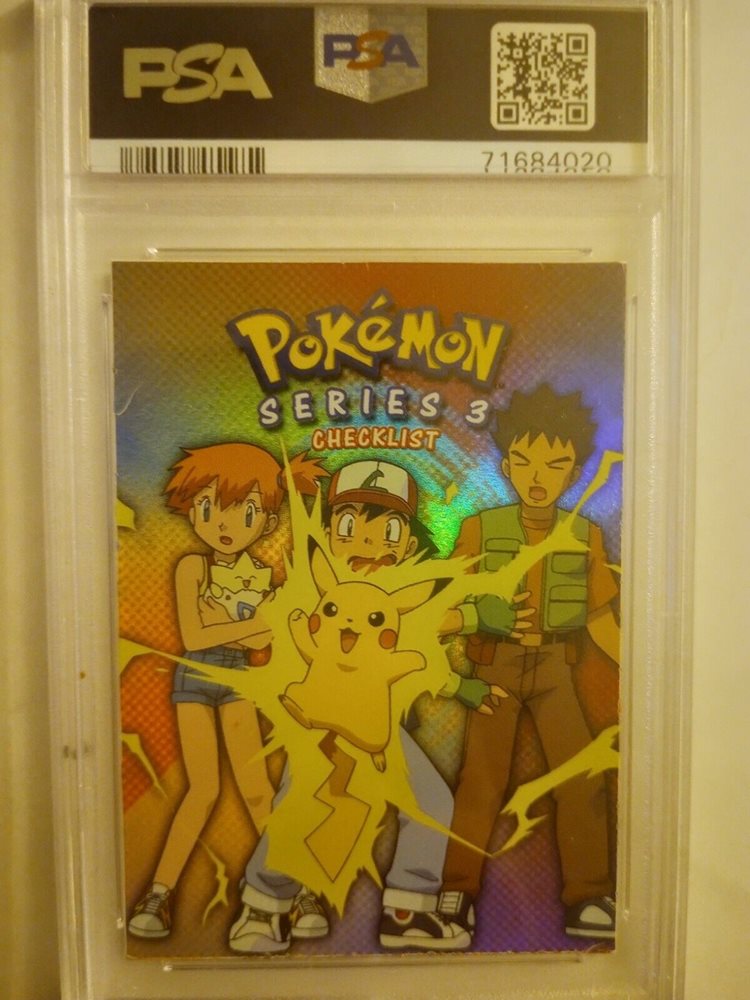 PSA
PSA
71684020
POKéMON
SERIES 3
CHECKLIST